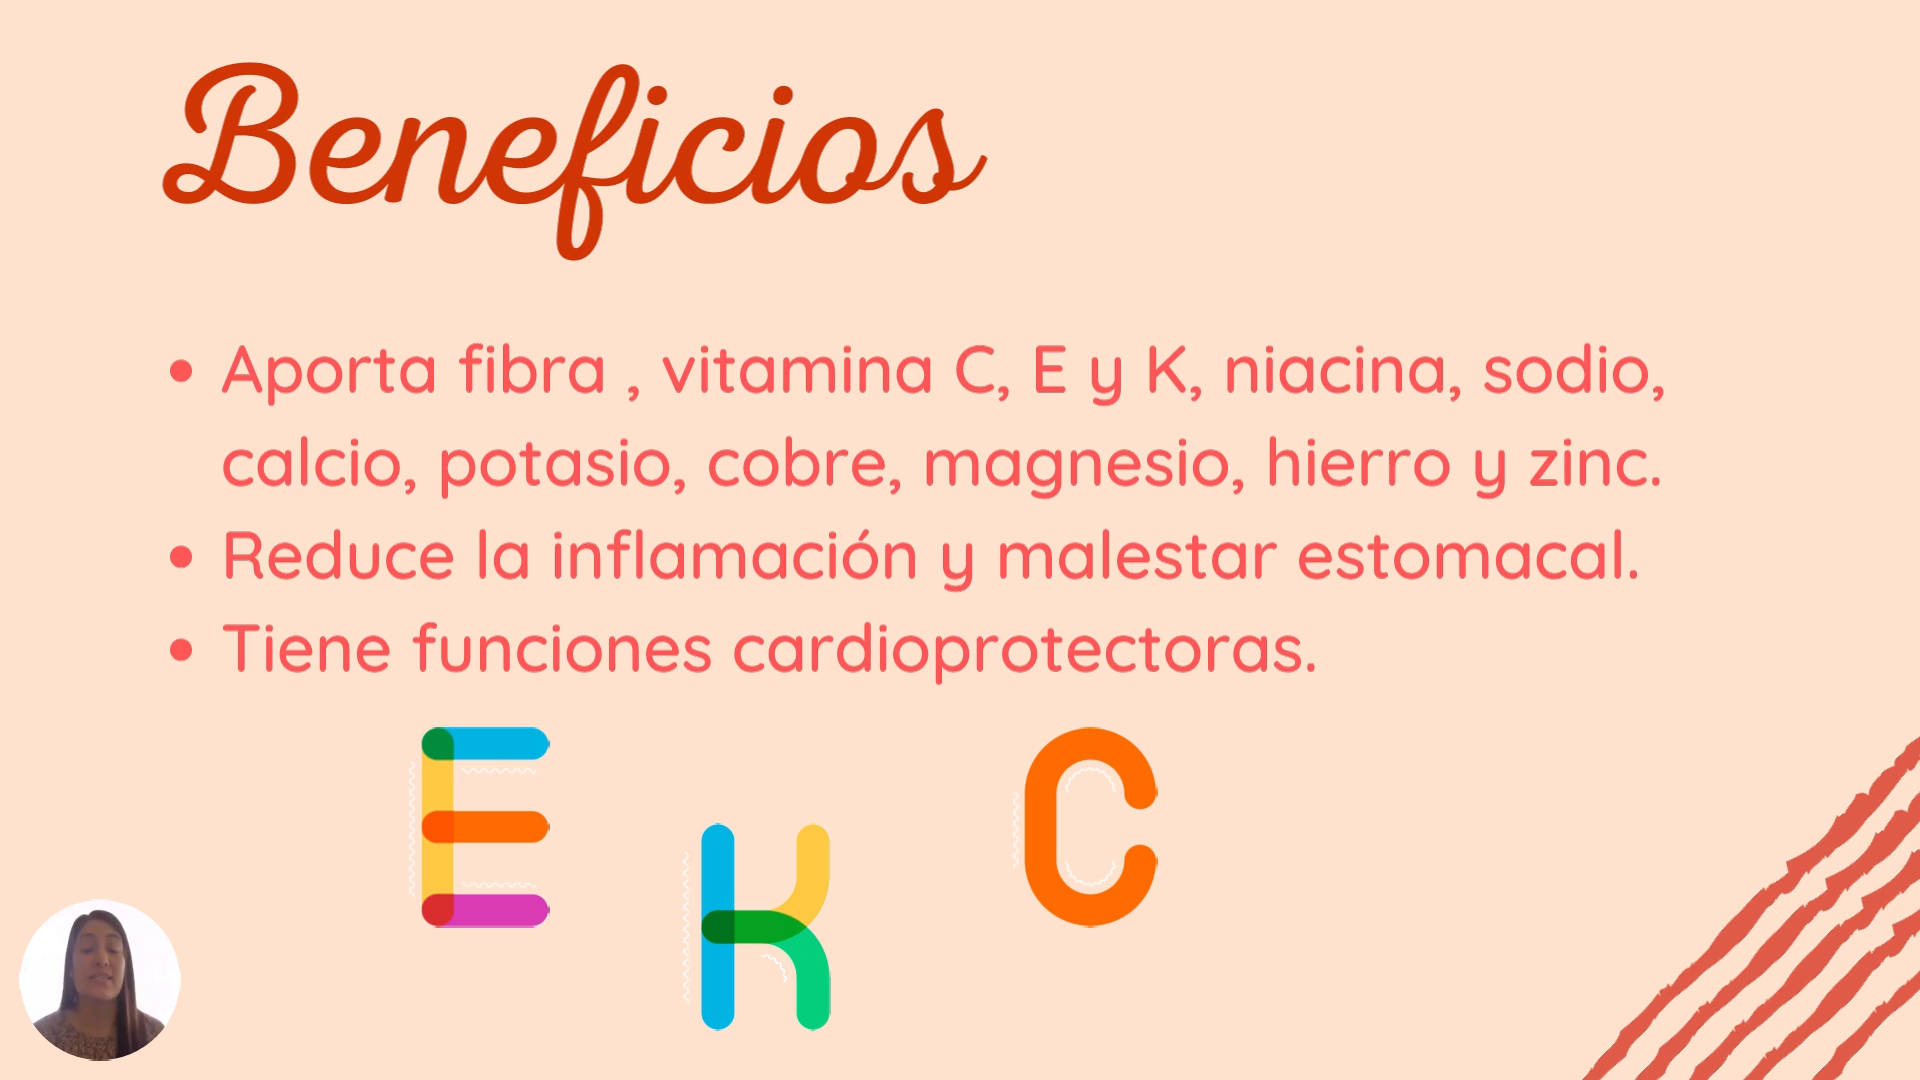 Beneficios
• Aporta fibra , vitamina C, E y K, niacina, sodio,
calcio, potasio, cobre, magnesio, hierro y zinc.
• Reduce la inflamación y malestar estomacal.
• Tiene funciones cardioprotectoras.
E
K
C